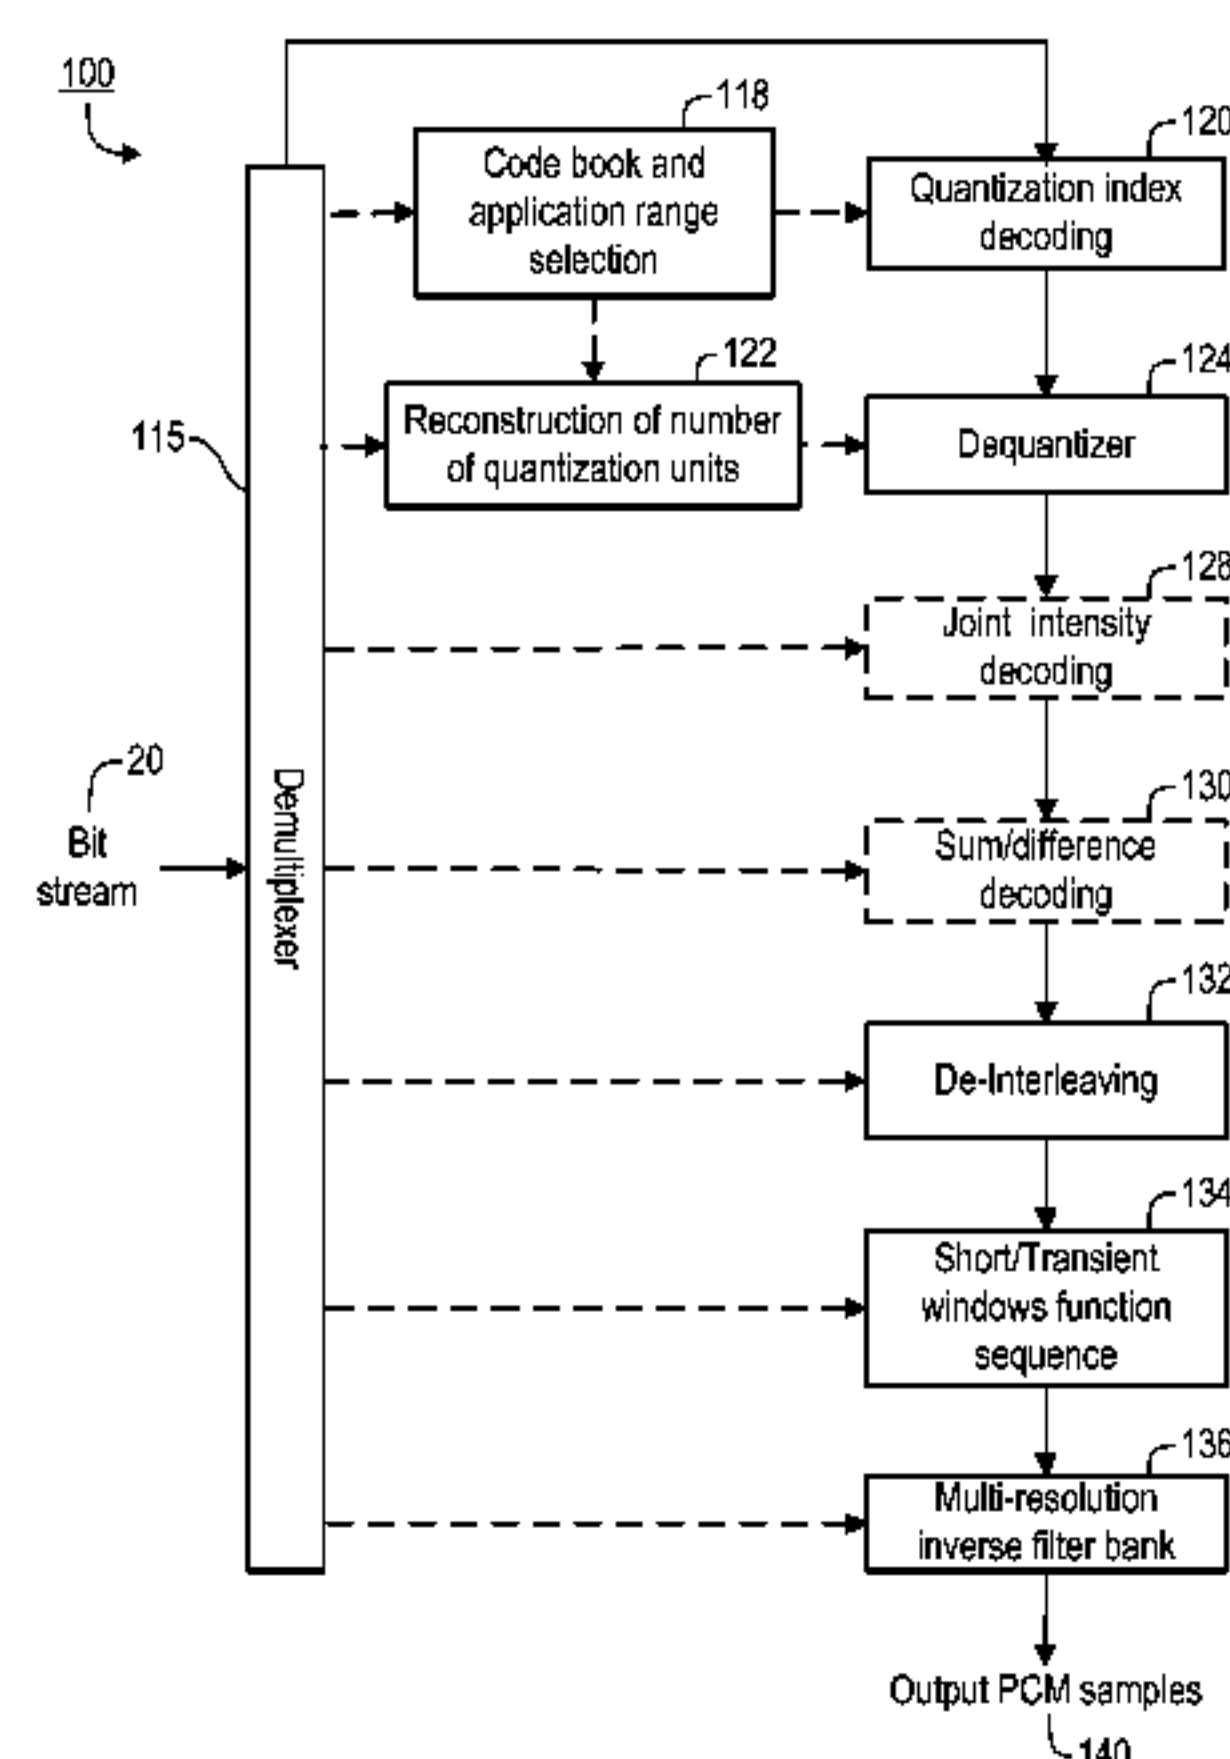 100
118
Code book and
application range
selection
120
Quantization index
decoding
122
Reconstruction of number
of quantization units
124
Dequantizer
115
128
Joint intensity
decoding
20
Bit
stream
Demultiplexer
130
Sum/difference
decoding
132
De-Interleaving
134
Short/Transient
windows function
sequence
136
Multi-resolution
inverse filter bank
Output PCM samples
140